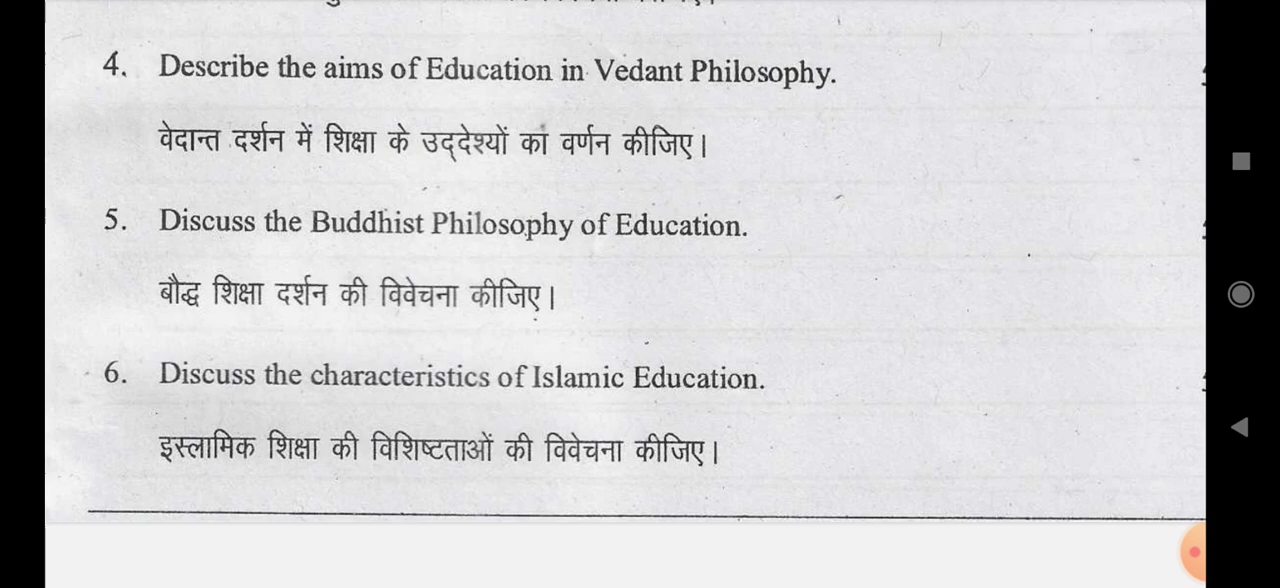 4. Describe the aims of Education in Vedant Philosophy.
वेदान्त दर्शन में शिक्षा के उद्देश्यों का वर्णन कीजिए।
5. Discuss the Buddhist Philosophy of Education.
बौद्ध शिक्षा दर्शन की विवेचना कीजिए।
6. Discuss the characteristics of Islamic Education.
इस्लामिक शिक्षा की विशिष्टताओं की विवेचना कीजिए।